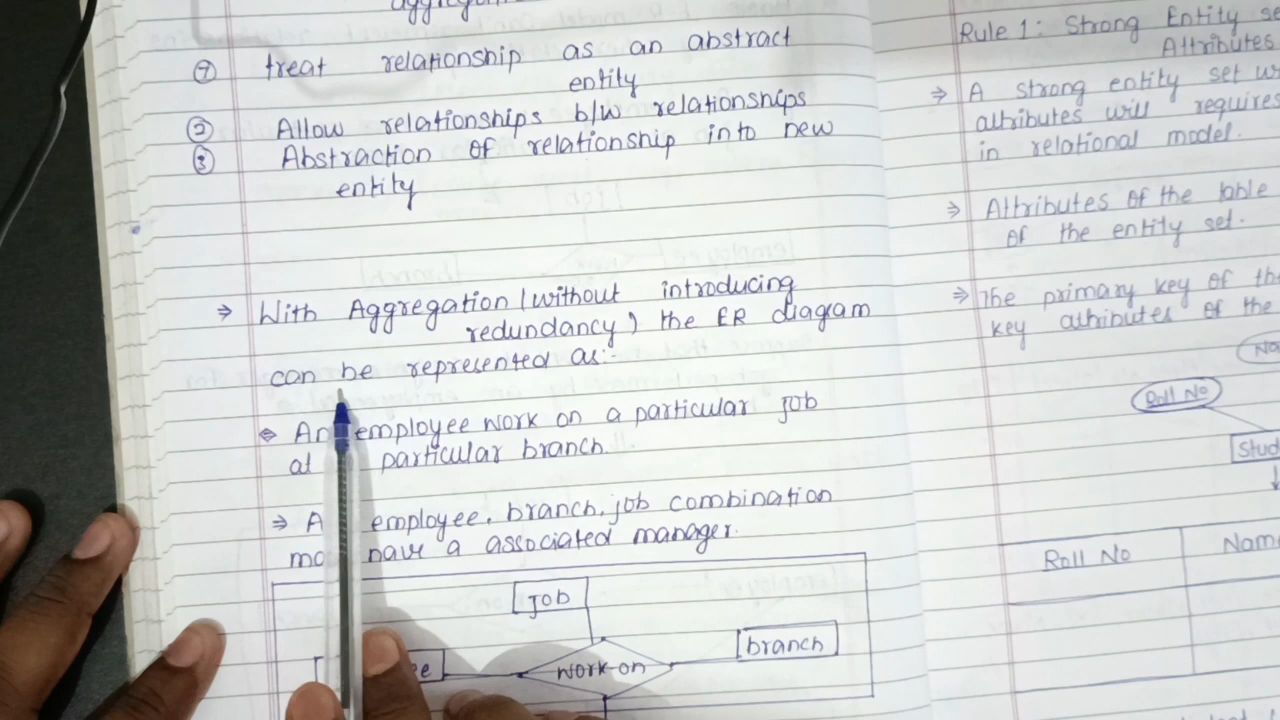 ⑦ treat relationship as an abstract
entity
② Allow relationships b/w relationships
③ Abstraction of relationship into new
entity
⇒ With Aggregation (without introducing
redundancy) the ER diagam
can be represented as:-
⇒ An employee work on a particular job
at particular branch.
⇒ A employee, branch, job combination
may have a associated manager.
job
branch
work on
Rule 1: Strong Entity
Attributes
⇒ A strong entity set
attributes will requires
in relational model.
⇒ Attributes of the table
of the entity set.
⇒ The primary key of
key attributes of the
Roll No
Roll No